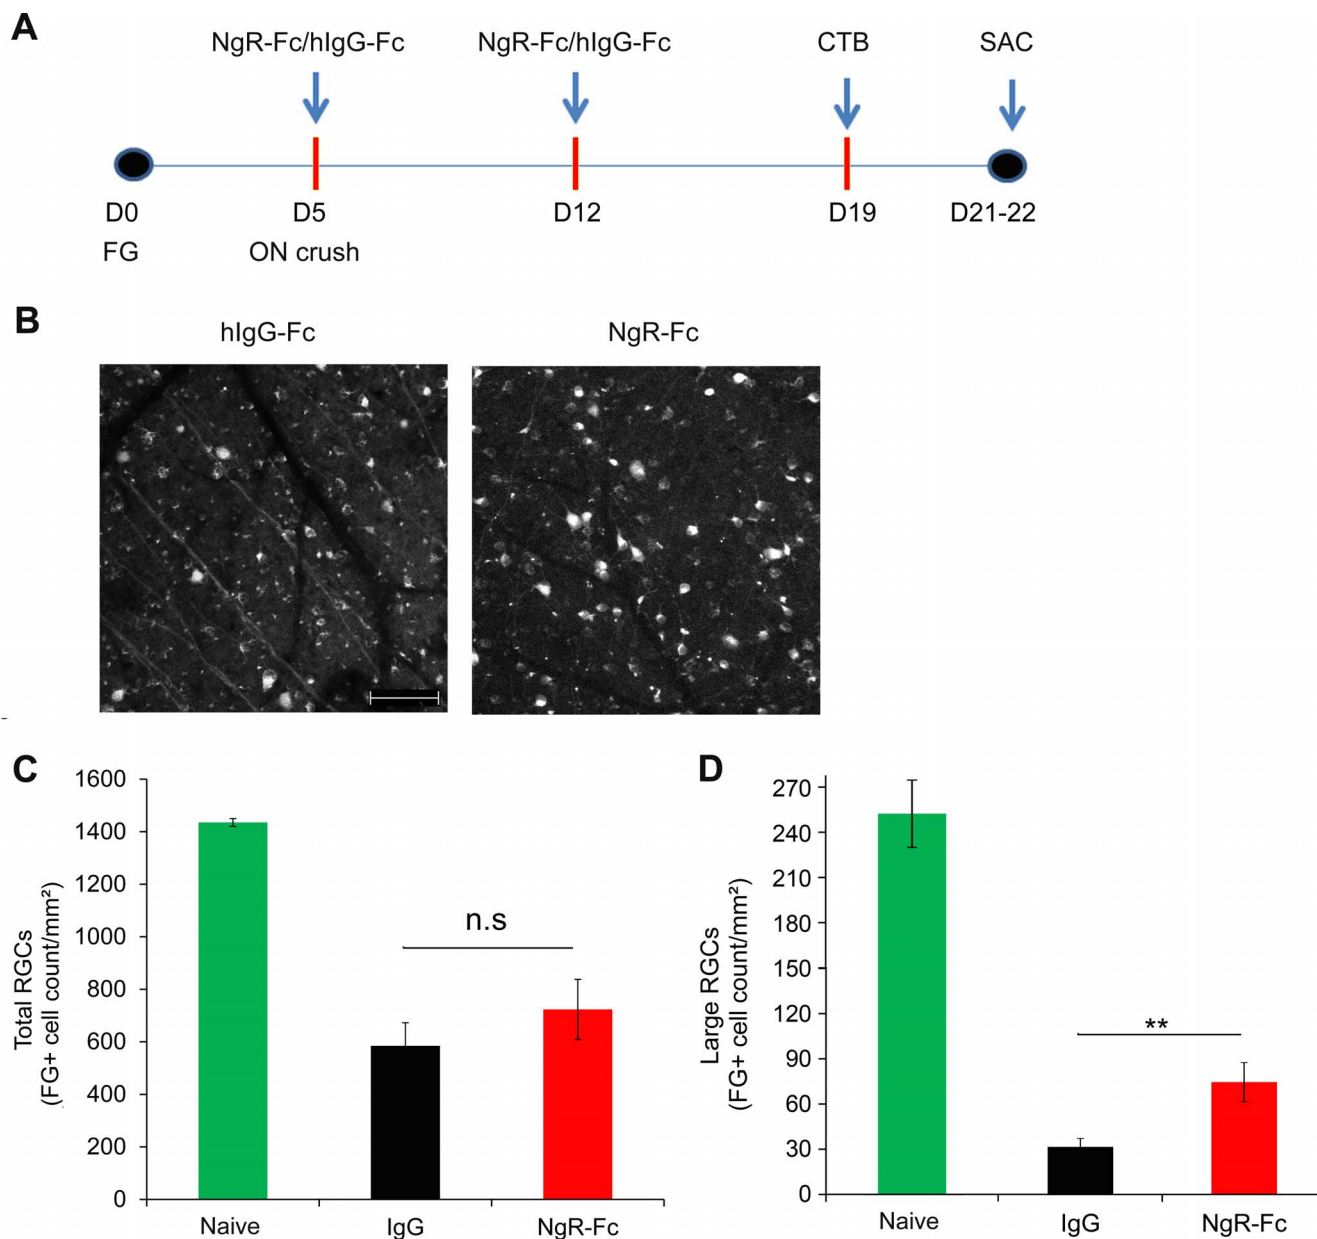 A
NgR-Fc/hIgG-Fc NgR-Fc/hIgG-Fc CTB SAC
D0 D5 D12 D19 D21-22
FG ON crush
B
hIgG-Fc NgR-Fc
C
Total RGCs
(FG+ cell count/mm²)
1600
1400
1200
1000
800
600
400
200
0
n.s
Naive IgG NgR-Fc
D
Large RGCs
(FG+ cell count/mm²)
270
240
210
180
150
120
90
60
30
0
**
Naive IgG NgR-Fc